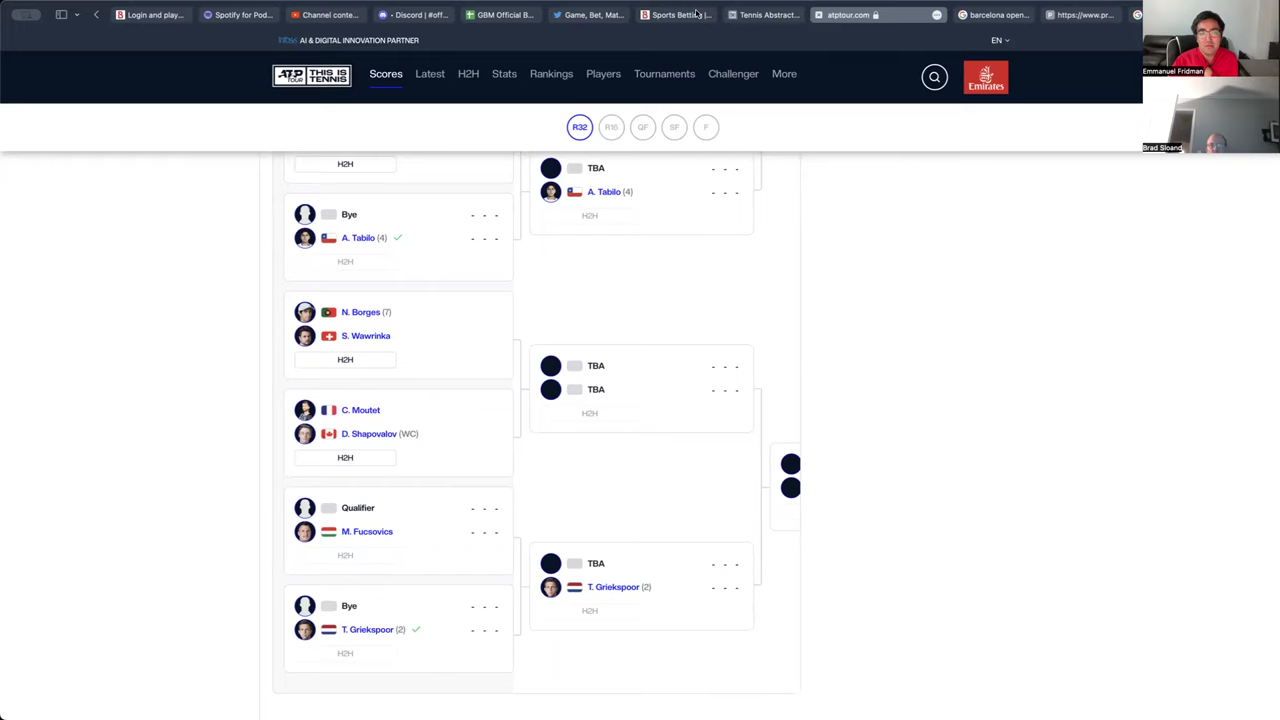 Login and play...
Spotify for Pod...
Channel conte...
• Discord | #off...
GBM Official B...
Game, Bet, Mat...
Sports Betting |...
Tennis Abstract...
atptour.com
barcelona open...
https://www.pr...
Emmanuel Fridman
Brad Sloand
infosys AI & DIGITAL INNOVATION PARTNER
EN
ATP TOUR THIS IS TENNIS
Scores
Latest
H2H
Stats
Rankings
Players
Tournaments
Challenger
More
Emirates
R32
R16
QF
SF
F
H2H
Bye - - -
A. Tabilo (4) - - -
H2H
N. Borges (7)
S. Wawrinka
H2H
C. Moutet
D. Shapovalov (WC)
H2H
Qualifier - - -
M. Fucsovics - - -
H2H
Bye - - -
T. Griekspoor (2) - - -
H2H
TBA - - -
A. Tabilo (4) - - -
H2H
TBA - - -
TBA - - -
H2H
TBA - - -
T. Griekspoor (2) - - -
H2H